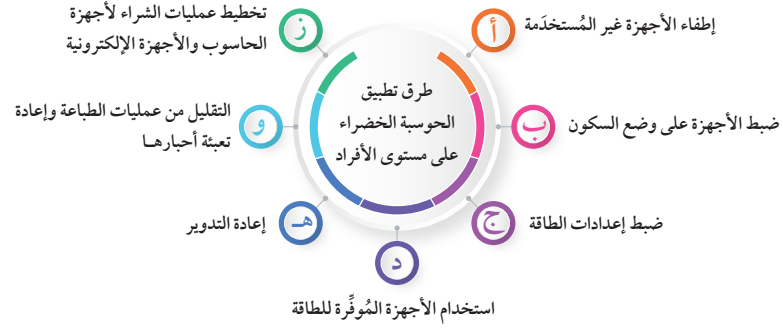 طرق تطبيق
الحوسبة الخضراء
على مستوى الأفراد
أ
إطفاء الأجهزة غير المُستخدَمة
ب
ضبط الأجهزة على وضع السكون
ج
ضبط إعدادات الطاقة
د
استخدام الأجهزة المُوفِّرة للطاقة
هـ
إعادة التدوير
و
التقليل من عمليات الطباعة وإعادة
تعبئة أحبارهـا
ز
تخطيط عمليات الشراء لأجهزة
الحاسوب والأجهزة الإلكترونية